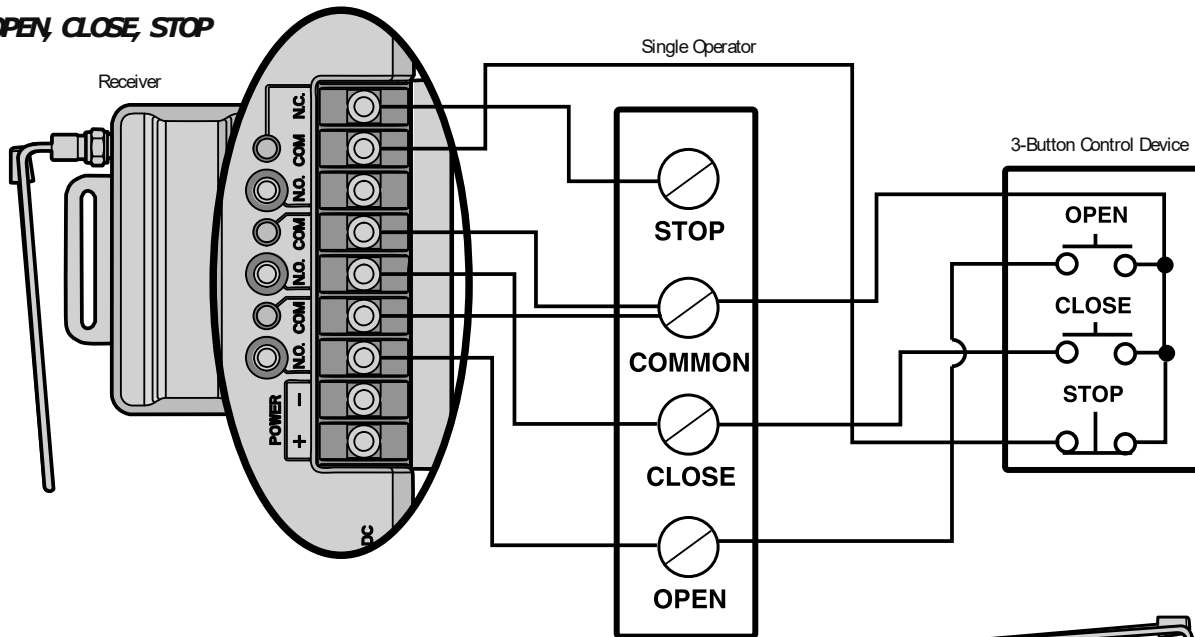 OPEN, CLOSE, STOP
Receiver
Single Operator
3-Button Control Device
N.C.
COM
N.O.
COM
N.O.
COM
N.O.
POWER
-
+
DC
STOP
COMMON
CLOSE
OPEN
OPEN
CLOSE
STOP